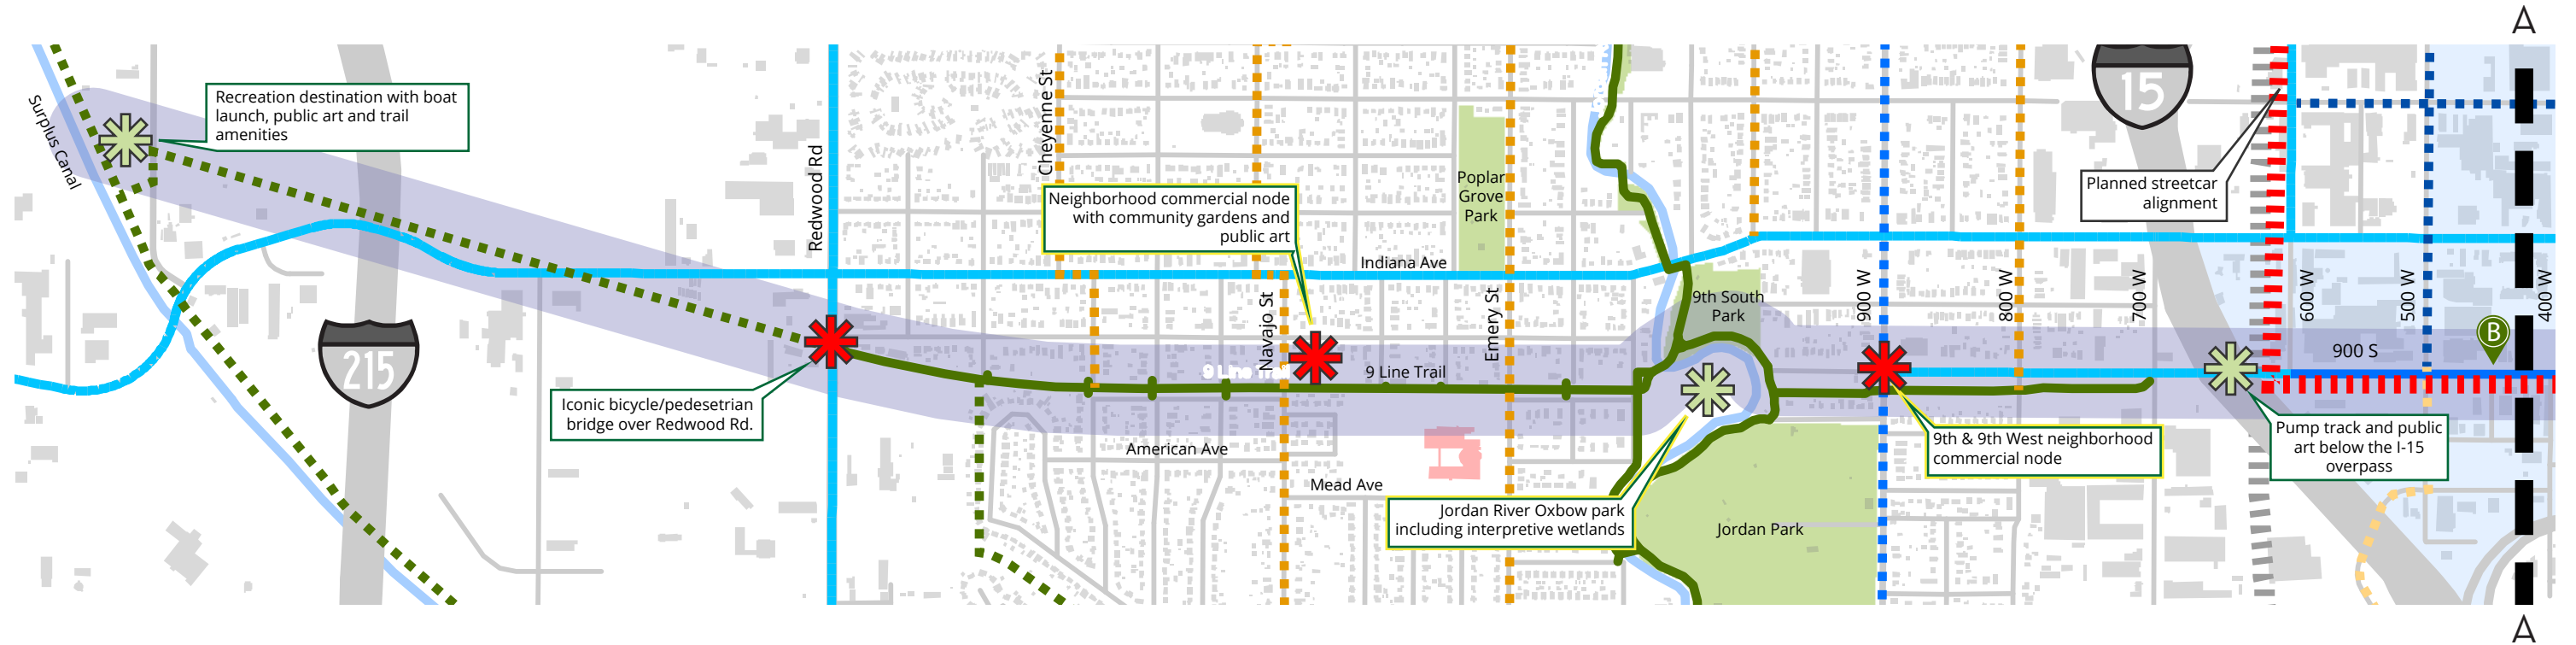 A
15
Surplus Canal
Recreation destination with boat
launch, public art and trail
amenities
Redwood Rd
Cheyenne St
Neighborhood commercial node
with community gardens and
public art
Poplar
Grove
Park
Planned streetcar
alignment
Indiana Ave
9th South
Park
900 W
800 W
700 W
600 W
500 W
400 W
Navajo St
Emery St
215
9 Line Trail
9 Line Trail
900 S
B
Iconic bicycle/pedesetrian
bridge over Redwood Rd.
American Ave
Mead Ave
Jordan River Oxbow park
including interpretive wetlands
Jordan Park
9th & 9th West neighborhood
commercial node
Pump track and public
art below the I-15
overpass
A